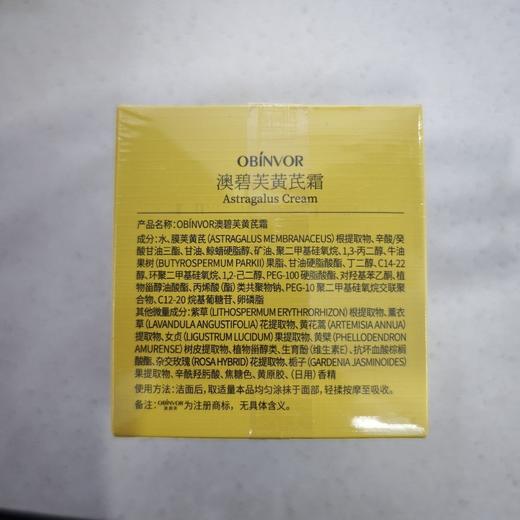 OBÍNVOR
澳碧芙黄芪霜
Astragalus Cream
产品名称:OBÍNVOR澳碧芙黄芪霜
成分:水、膜荚黄芪(ASTRAGALUS MEMBRANACEUS)根提取物、辛酸/癸
酸甘油三酯、甘油、鲸蜡硬脂醇、矿油、聚二甲基硅氧烷、1,3-丙二醇、牛油
果树(BUTYROSPERMUM PARKII)果脂、甘油硬脂酸酯、丁二醇、C14-22
醇、环聚二甲基硅氧烷、1,2-己二醇、PEG-100硬脂酸酯、对羟基苯乙酮、植
物甾醇油酸酯、丙烯酸(酯)类共聚物钠、PEG-10聚二甲基硅氧烷交联聚
合物、C12-20 烷基葡糖苷、卵磷脂
其他微量成分:紫草(LITHOSPERMUM ERYTHRORHIZON)根提取物、薰衣
草(LAVANDULA ANGUSTIFOLIA)花提取物、黄花蒿(ARTEMISIA ANNUA)
提取物、女贞(LIGUSTRUM LUCIDUM)果提取物、黄檗(PHELLODENDRON
AMURENSE)树皮提取物、植物甾醇类、生育酚(维生素E)、抗坏血酸棕榈
酸酯、杂交玫瑰(ROSA HYBRID)花提取物、栀子(GARDENIA JASMINOIDES)
果提取物、辛酰羟肟酸、焦糖色、黄原胶、(日用)香精
使用方法:洁面后,取适量本品均匀涂抹于面部,轻揉按摩至吸收。
备注:OBÍNVOR 澳碧芙 为注册商标,无具体含义。